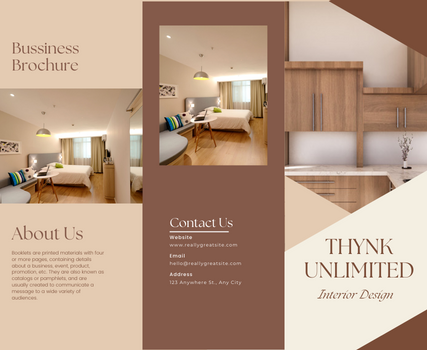 Bussiness
Brochure
About Us
Booklets are printed materials with four
or more pages, containing details
about a business, event, product,
promotion, etc. They are also known as
catalogs or pamphlets, and are
usually created to communicate a
message to a wide variety of
audiences.
Contact Us
Website
www.reallygreatsite.com
Email
hello@reallygreatsite.com
Address
123 Anywhere St., Any City
THYNK
UNLIMITED
Interior Design